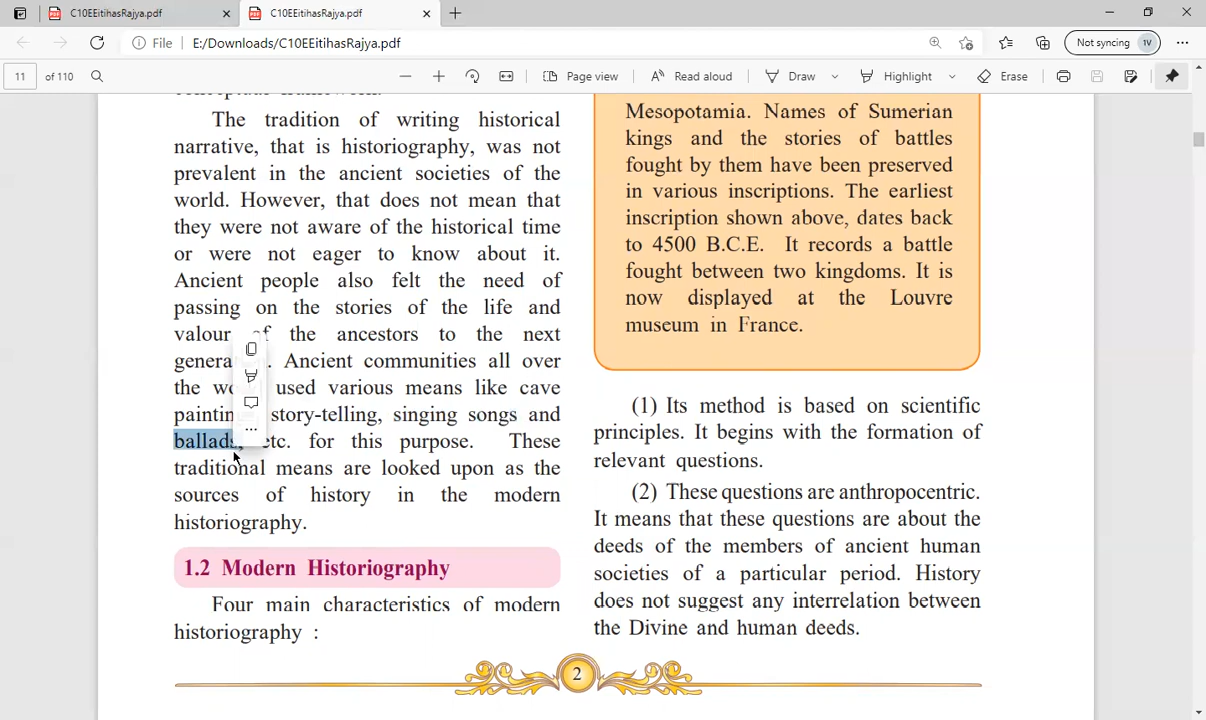 C10EEitihasRajya.pdf
C10EEitihasRajya.pdf
File
E:/Downloads/C10EEitihasRajya.pdf
Not syncing
1V
11
of 110
Page view
Read aloud
Draw
Highlight
Erase
The tradition of writing historical
narrative, that is historiography, was not
prevalent in the ancient societies of the
world. However, that does not mean that
they were not aware of the historical time
or were not eager to know about it.
Ancient people also felt the need of
passing on the stories of the life and
valour of the ancestors to the next
genera . Ancient communities all over
the wo used various means like cave
paintin story-telling, singing songs and
ballads, etc. for this purpose. These
traditional means are looked upon as the
sources of history in the modern
historiography.
1.2 Modern Historiography
Four main characteristics of modern
historiography :
Mesopotamia. Names of Sumerian
kings and the stories of battles
fought by them have been preserved
in various inscriptions. The earliest
inscription shown above, dates back
to 4500 B.C.E. It records a battle
fought between two kingdoms. It is
now displayed at the Louvre
museum in France.
(1) Its method is based on scientific
principles. It begins with the formation of
relevant questions.
(2) These questions are anthropocentric.
It means that these questions are about the
deeds of the members of ancient human
societies of a particular period. History
does not suggest any interrelation between
the Divine and human deeds.
2